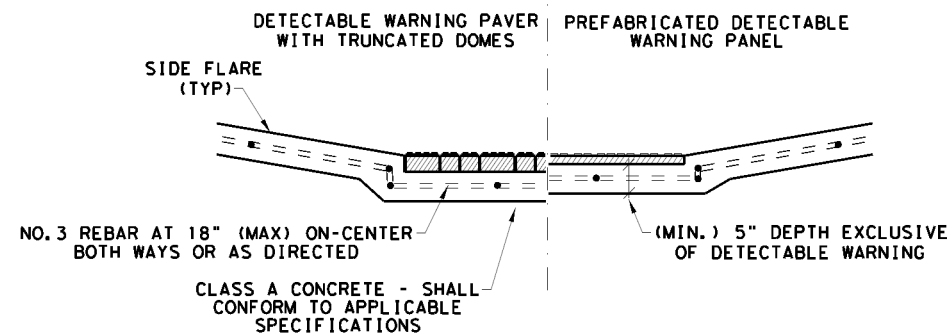 DETECTABLE WARNING PAVER
WITH TRUNCATED DOMES
PREFABRICATED DETECTABLE
WARNING PANEL
SIDE FLARE
(TYP)
NO.3 REBAR AT 18" (MAX) ON-CENTER
BOTH WAYS OR AS DIRECTED
(MIN.) 5" DEPTH EXCLUSIVE
OF DETECTABLE WARNING
CLASS A CONCRETE - SHALL
CONFORM TO APPLICABLE
SPECIFICATIONS